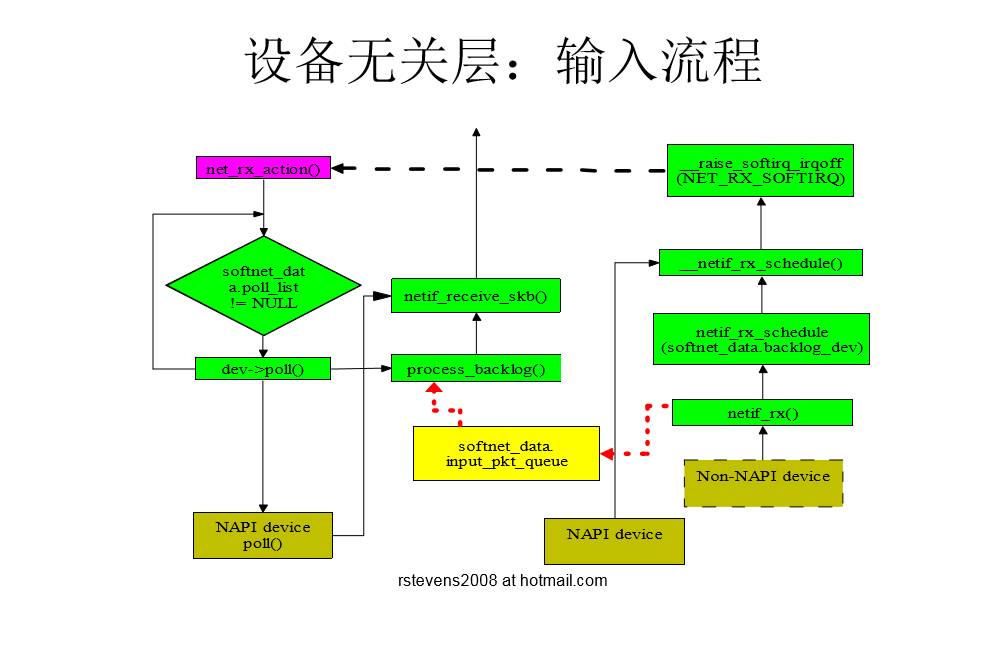 设备无关层：输入流程
net_rx_action()
__raise_softirq_irqoff
(NET_RX_SOFTIRQ)
softnet_dat
a.poll_list
!= NULL
__netif_rx_schedule()
netif_receive_skb()
netif_rx_schedule
(softnet_data.backlog_dev)
dev->poll()
process_backlog()
netif_rx()
softnet_data.
input_pkt_queue
Non-NAPI device
NAPI device
poll()
NAPI device
rstevens2008 at hotmail.com